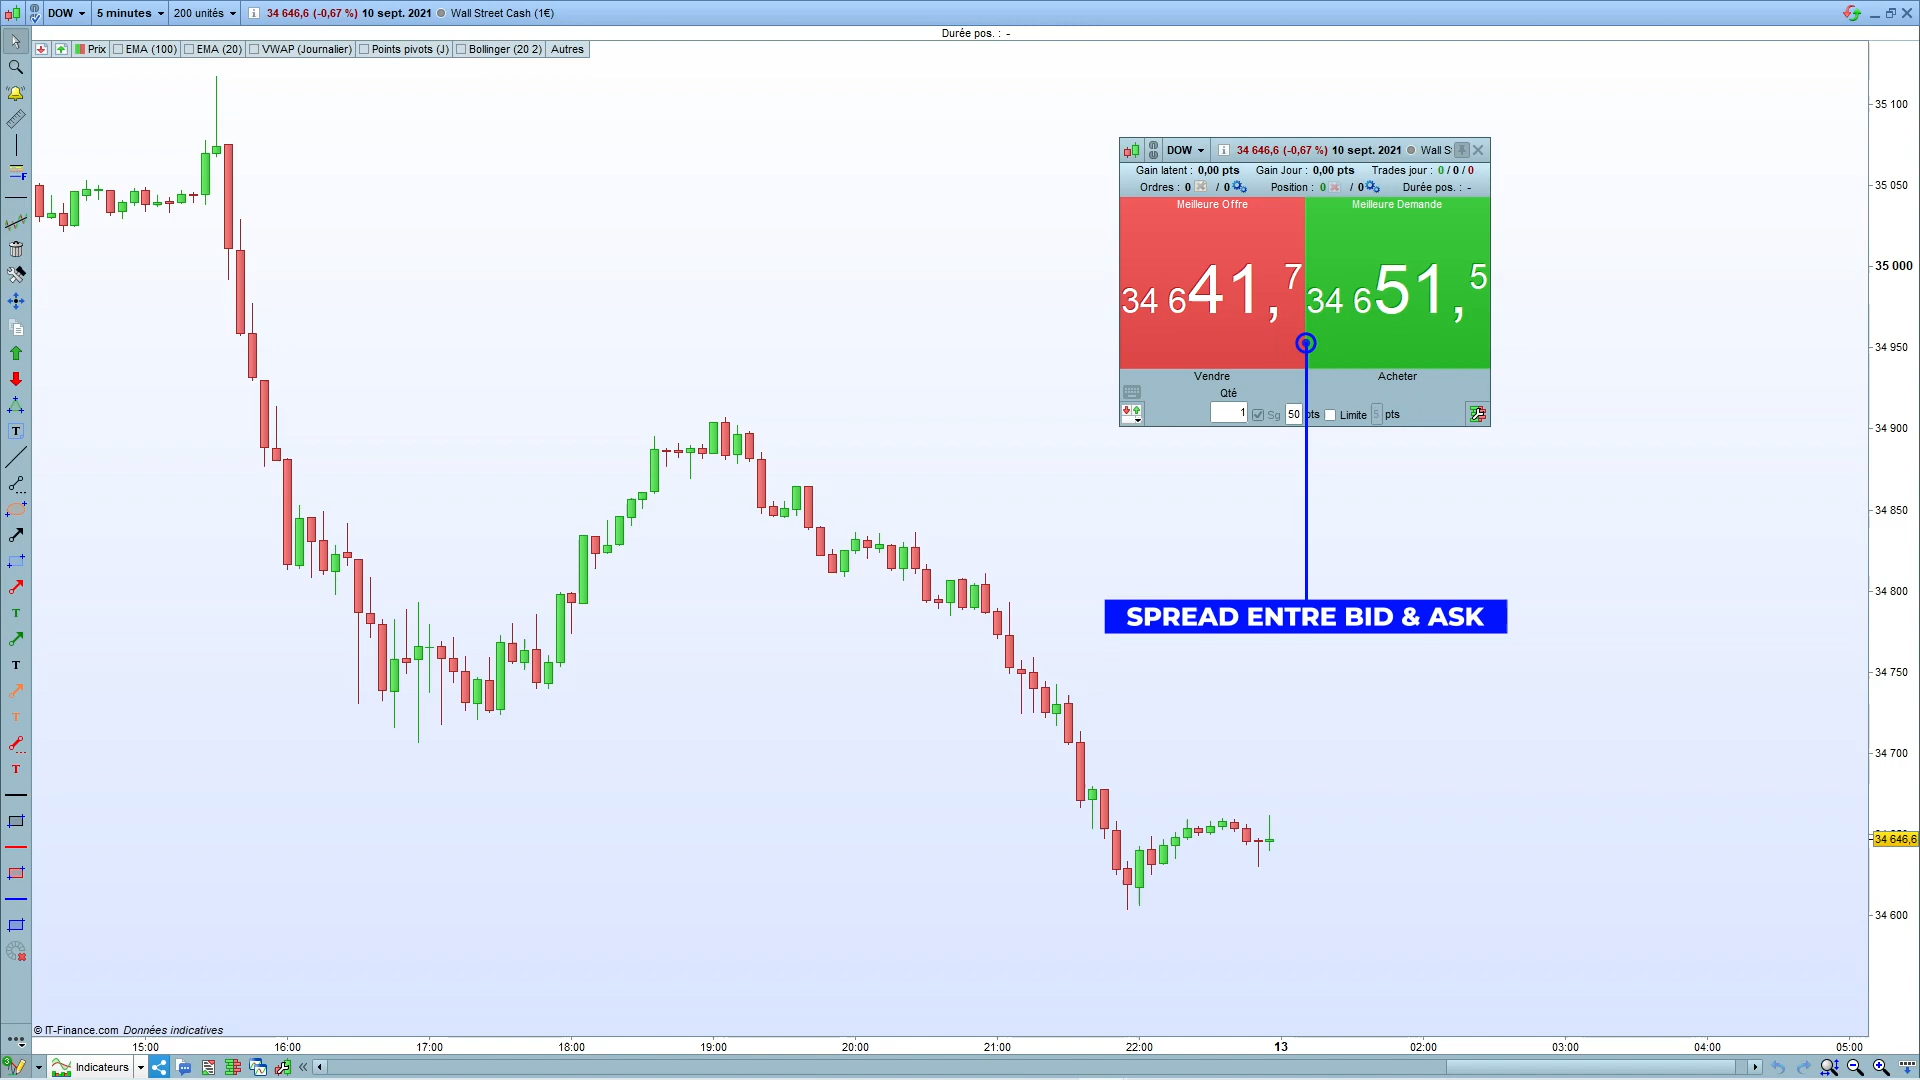 DOW 5 minutes 200 unités 34 646,6 (-0,67 %) 10 sept. 2021 Wall Street Cash (1€)
Durée pos. : -
Prix EMA (100) EMA (20) VWAP (Journalier) Points pivots (J) Bollinger (20 2) Autres
35 100
35 050
35 000
34 950
34 900
34 850
34 800
34 750
34 700
34 646,6
34 600
DOW 34 646,6 (-0,67 %) 10 sept. 2021 Wall S
Gain latent : 0,00 pts Gain Jour : 0,00 pts Trades jour : 0 / 0 / 0
Ordres : 0 / 0 Position : 0 / 0 Durée pos. : -
Meilleure Offre Meilleure Demande
34 641,7 34 651,5
Vendre Acheter
Qté
1 Sg 50 pts Limite 5 pts
SPREAD ENTRE BID & ASK
© IT-Finance.com Données indicatives
15:00 16:00 17:00 18:00 19:00 20:00 21:00 22:00 13 02:00 03:00 04:00 05:00
Indicateurs